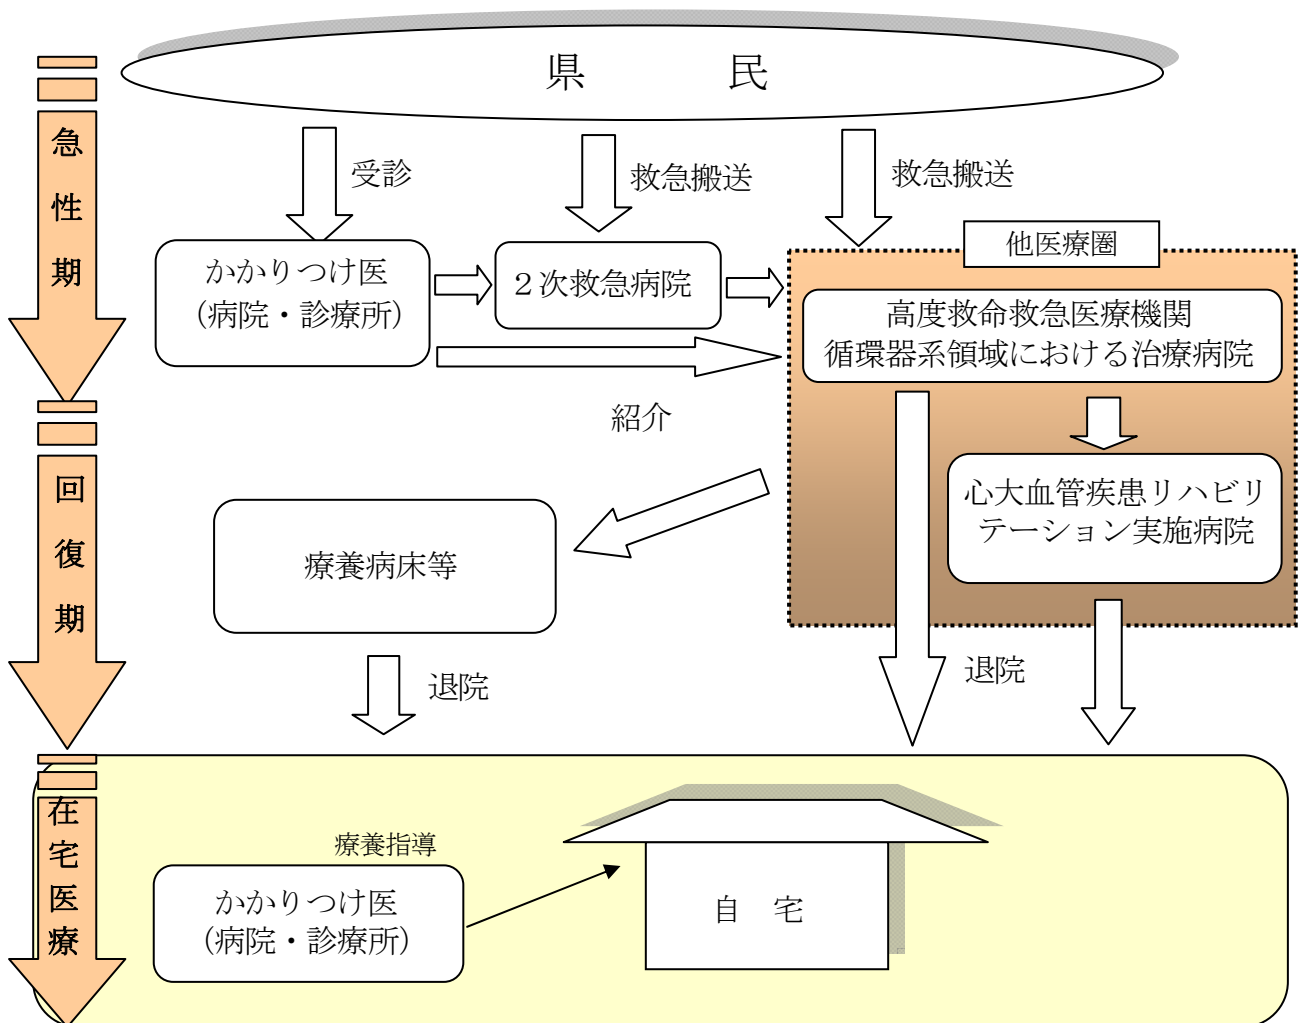 県　民
急性期
受診
救急搬送
救急搬送
他医療圏
かかりつけ医
（病院・診療所）
２次救急病院
高度救命救急医療機関
循環器系領域における治療病院
紹介
回復期
心大血管疾患リハビリ
テーション実施病院
療養病床等
退院
退院
在宅医療
療養指導
かかりつけ医
（病院・診療所）
自　宅